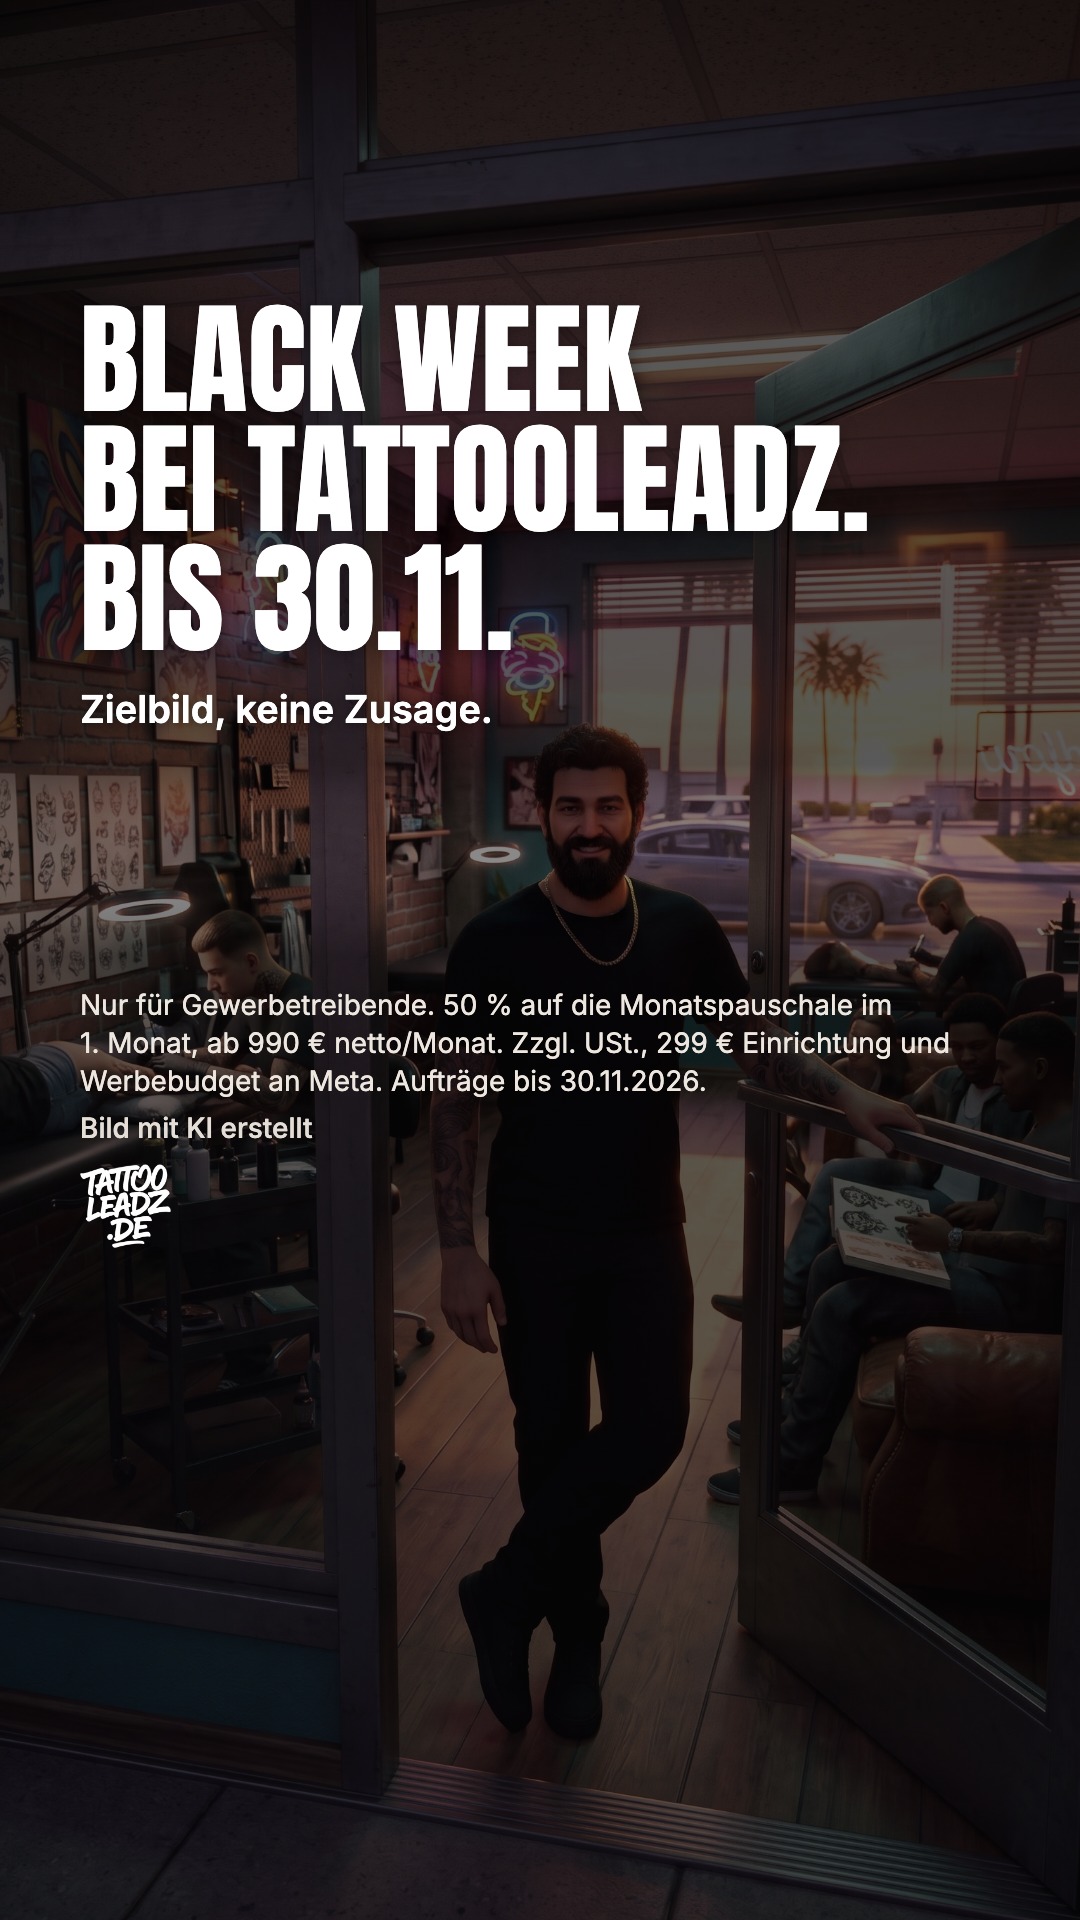 BLACK WEEK
BEI TATTOOLEADZ.
BIS 30.11.
Zielbild, keine Zusage.
Nur für Gewerbetreibende. 50 % auf die Monatspauschale im
1. Monat, ab 990 € netto/Monat. Zzgl. USt., 299 € Einrichtung und
Werbebudget an Meta. Aufträge bis 30.11.2026.
Bild mit KI erstellt
TATTOO
LEADZ
.DE